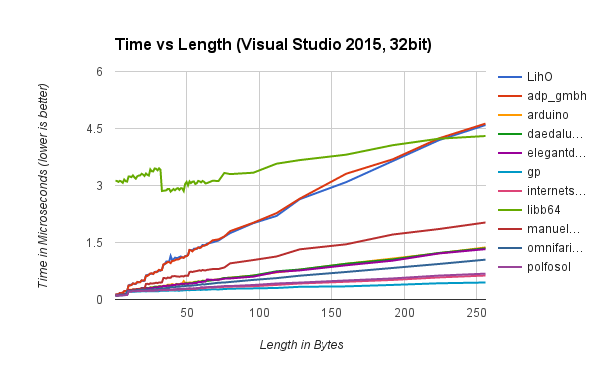 Time vs Length (Visual Studio 2015, 32bit)
Time in Microseconds (lower is better)
6
4.5
3
1.5
0
50
100
150
200
250
Length in Bytes
LihO
adp_gmbh
arduino
daedalu…
elegantd…
gp
internets…
libb64
manuel…
omnifari…
polfosol